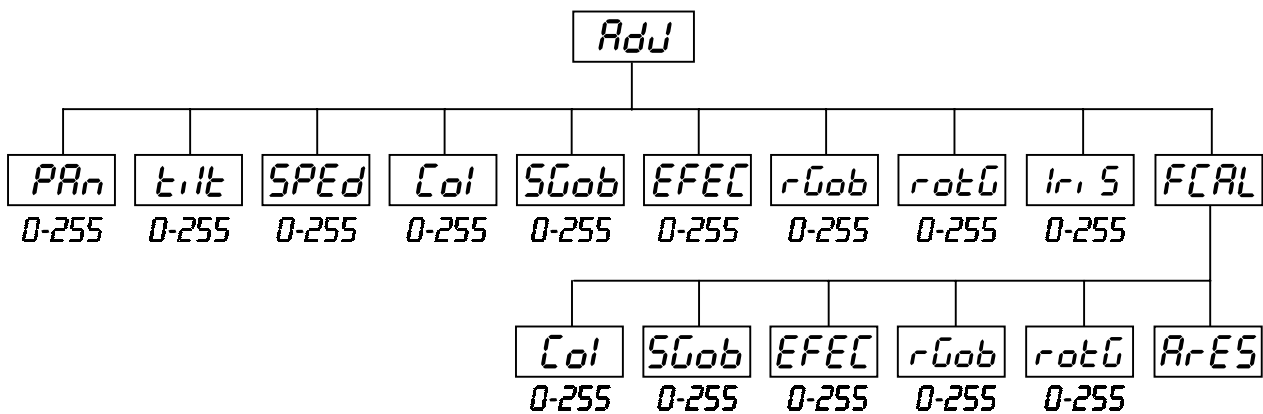 AdJ
PAn tilt SPEd Col SGob EFEC rGob rotG Iri S FCAL
0-255 0-255 0-255 0-255 0-255 0-255 0-255 0-255 0-255
Col SGob EFEC rGob rotG ArES
0-255 0-255 0-255 0-255 0-255